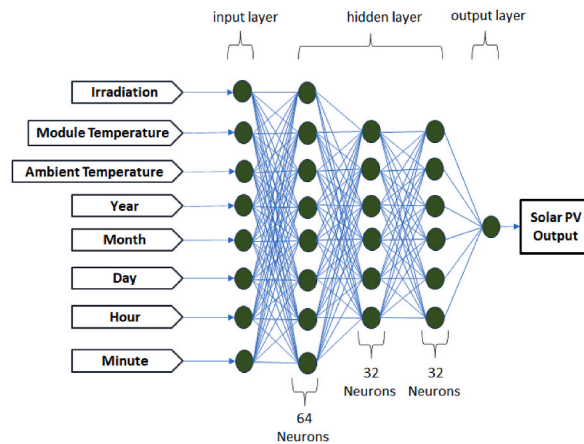 input layer
hidden layer
output layer
Irradiation
Module Temperature
Ambient Temperature
Year
Month
Day
Hour
Minute
Solar PV
Output
64
Neurons
32
Neurons
32
Neurons